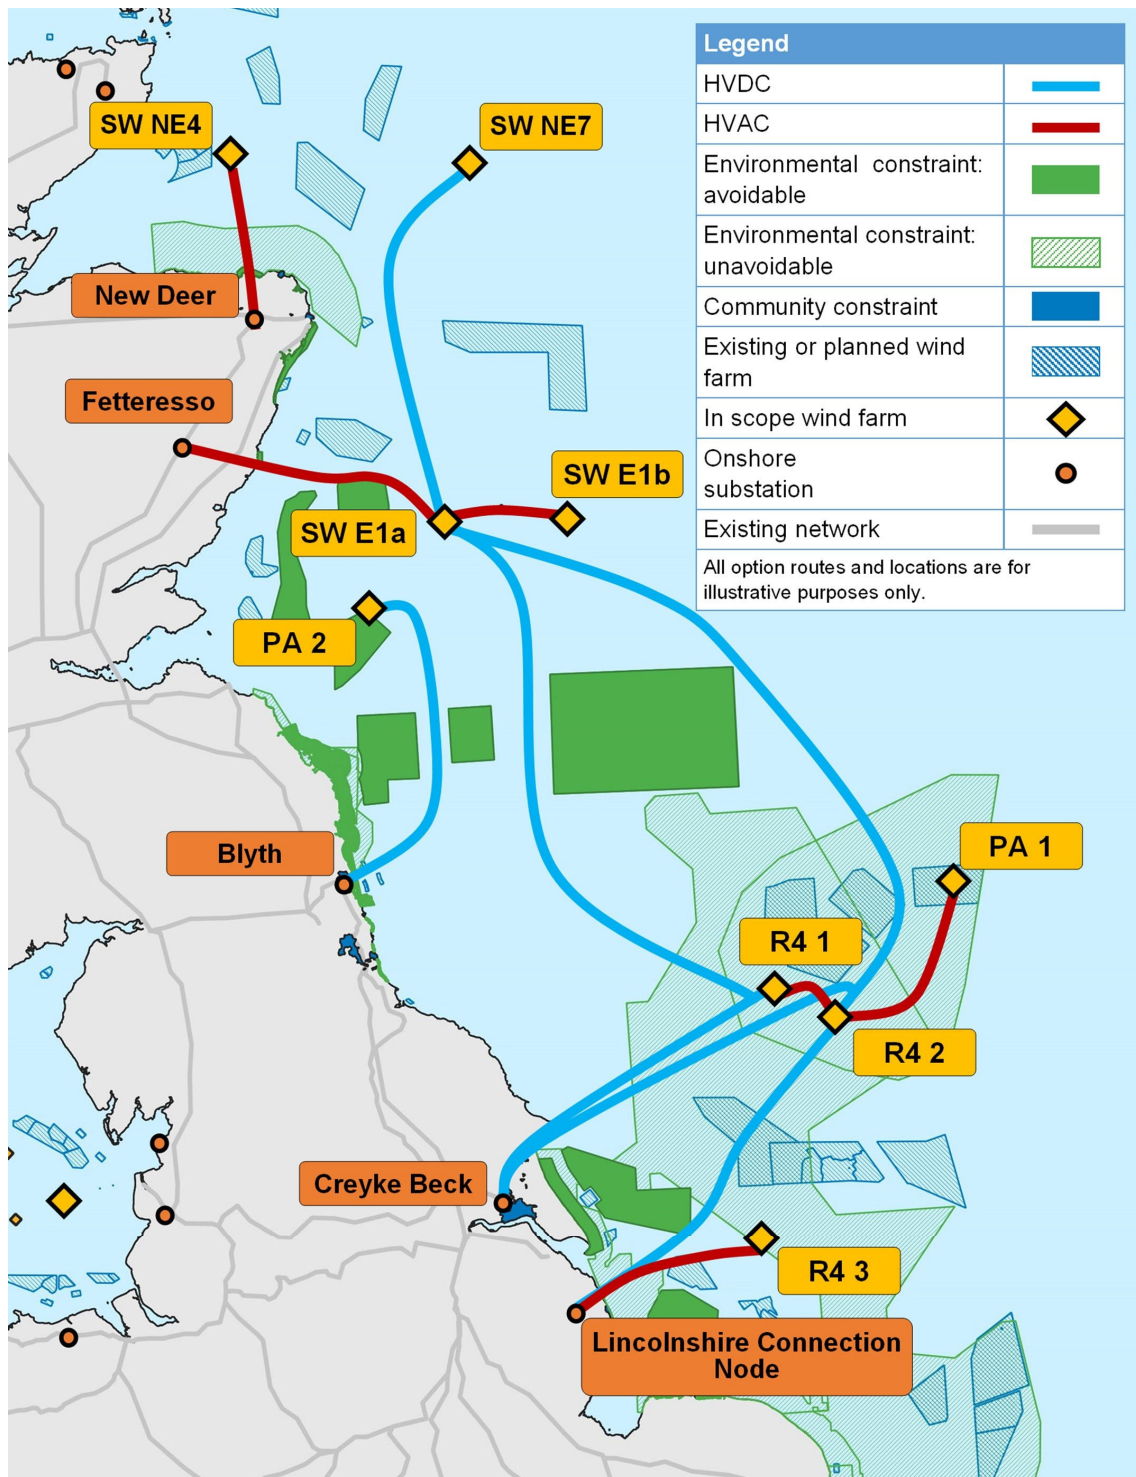 Legend
HVDC
HVAC
Environmental constraint:
avoidable
Environmental constraint:
unavoidable
Community constraint
Existing or planned wind
farm
In scope wind farm
Onshore
substation
Existing network
All option routes and locations are for
illustrative purposes only.
SW NE4
SW NE7
New Deer
Fetteresso
SW E1b
SW E1a
PA 2
Blyth
PA 1
R4 1
R4 2
Creyke Beck
R4 3
Lincolnshire Connection
Node